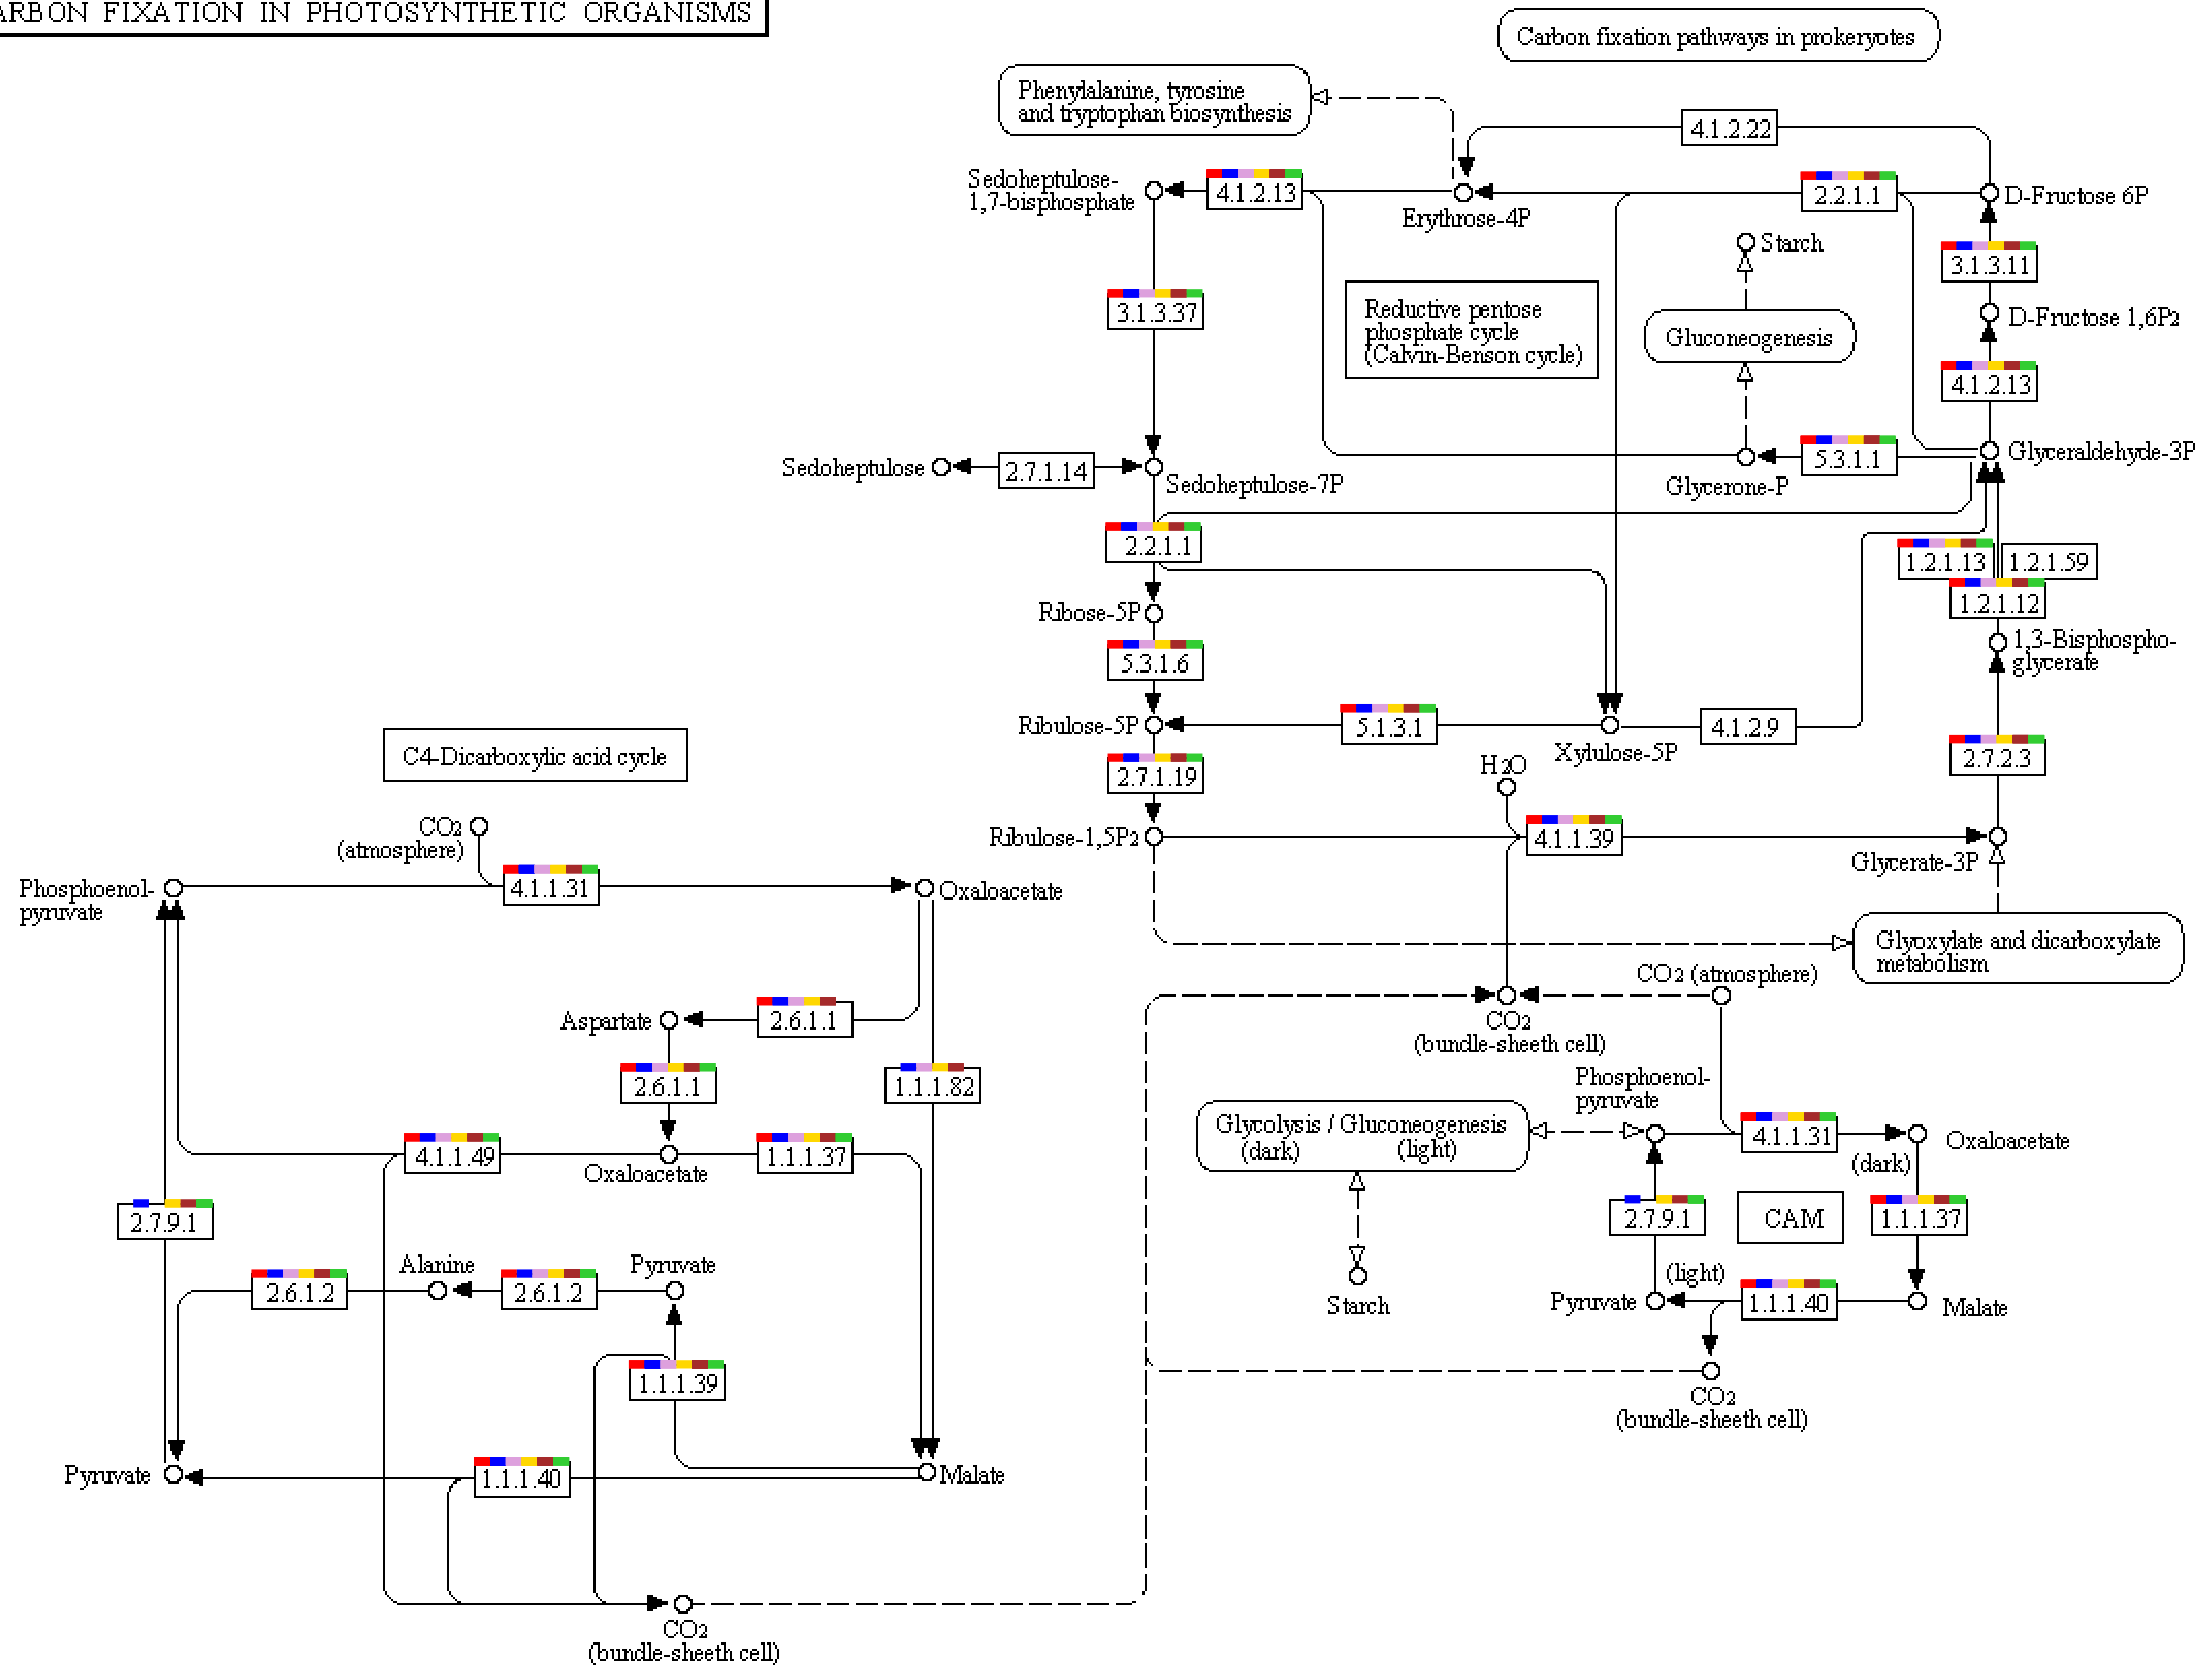 ARBON FIXATION IN PHOTOSYNTHETIC ORGANISMS
Carbon fixation pathways in prokeryotes
Phenylalanine, tyrosine
and tryptophan biosynthesis
4.1.2.22
Sedoheptulose-
1,7-bisphosphate
4.1.2.13
Erythrose-4P
2.2.1.1
D-Fructose 6P
Starch
3.1.3.11
3.1.3.37
Reductive pentose
phosphate cycle
(Calvin-Benson cycle)
Gluconeogenesis
D-Fructose 1,6P2
4.1.2.13
Sedoheptulose
2.7.1.14
Sedoheptulose-7P
Glycerone-P
5.3.1.1
Glyceraldehyde-3P
2.2.1.1
1.2.1.13
1.2.1.59
1.2.1.12
Ribose-5P
5.3.1.6
1,3-Bisphospho-
glycerate
Ribulose-5P
5.1.3.1
Xylulose-5P
4.1.2.9
2.7.2.3
C4-Dicarboxylic acid cycle
2.7.1.19
H2O
CO2
(atmosphere)
Ribulose-1,5P2
4.1.1.39
Glycerate-3P
Phosphoenol-
pyruvate
4.1.1.31
Oxaloacetate
Glyoxylate and dicarboxylate
metabolism
CO2 (atmosphere)
Aspartate
2.6.1.1
CO2
(bundle-sheeth cell)
2.6.1.1
1.1.1.82
Phosphoenol-
pyruvate
Glycolysis / Gluconeogenesis
(dark)
(light)
4.1.1.31
Oxaloacetate
(dark)
4.1.1.49
Oxaloacetate
1.1.1.37
2.7.9.1
2.7.9.1
CAM
1.1.1.37
Alanine
Pyruvate
2.6.1.2
2.6.1.2
Starch
(light)
Pyruvate
1.1.1.40
Malate
1.1.1.39
CO2
(bundle-sheeth cell)
Pyruvate
1.1.1.40
Malate
CO2
(bundle-sheeth cell)